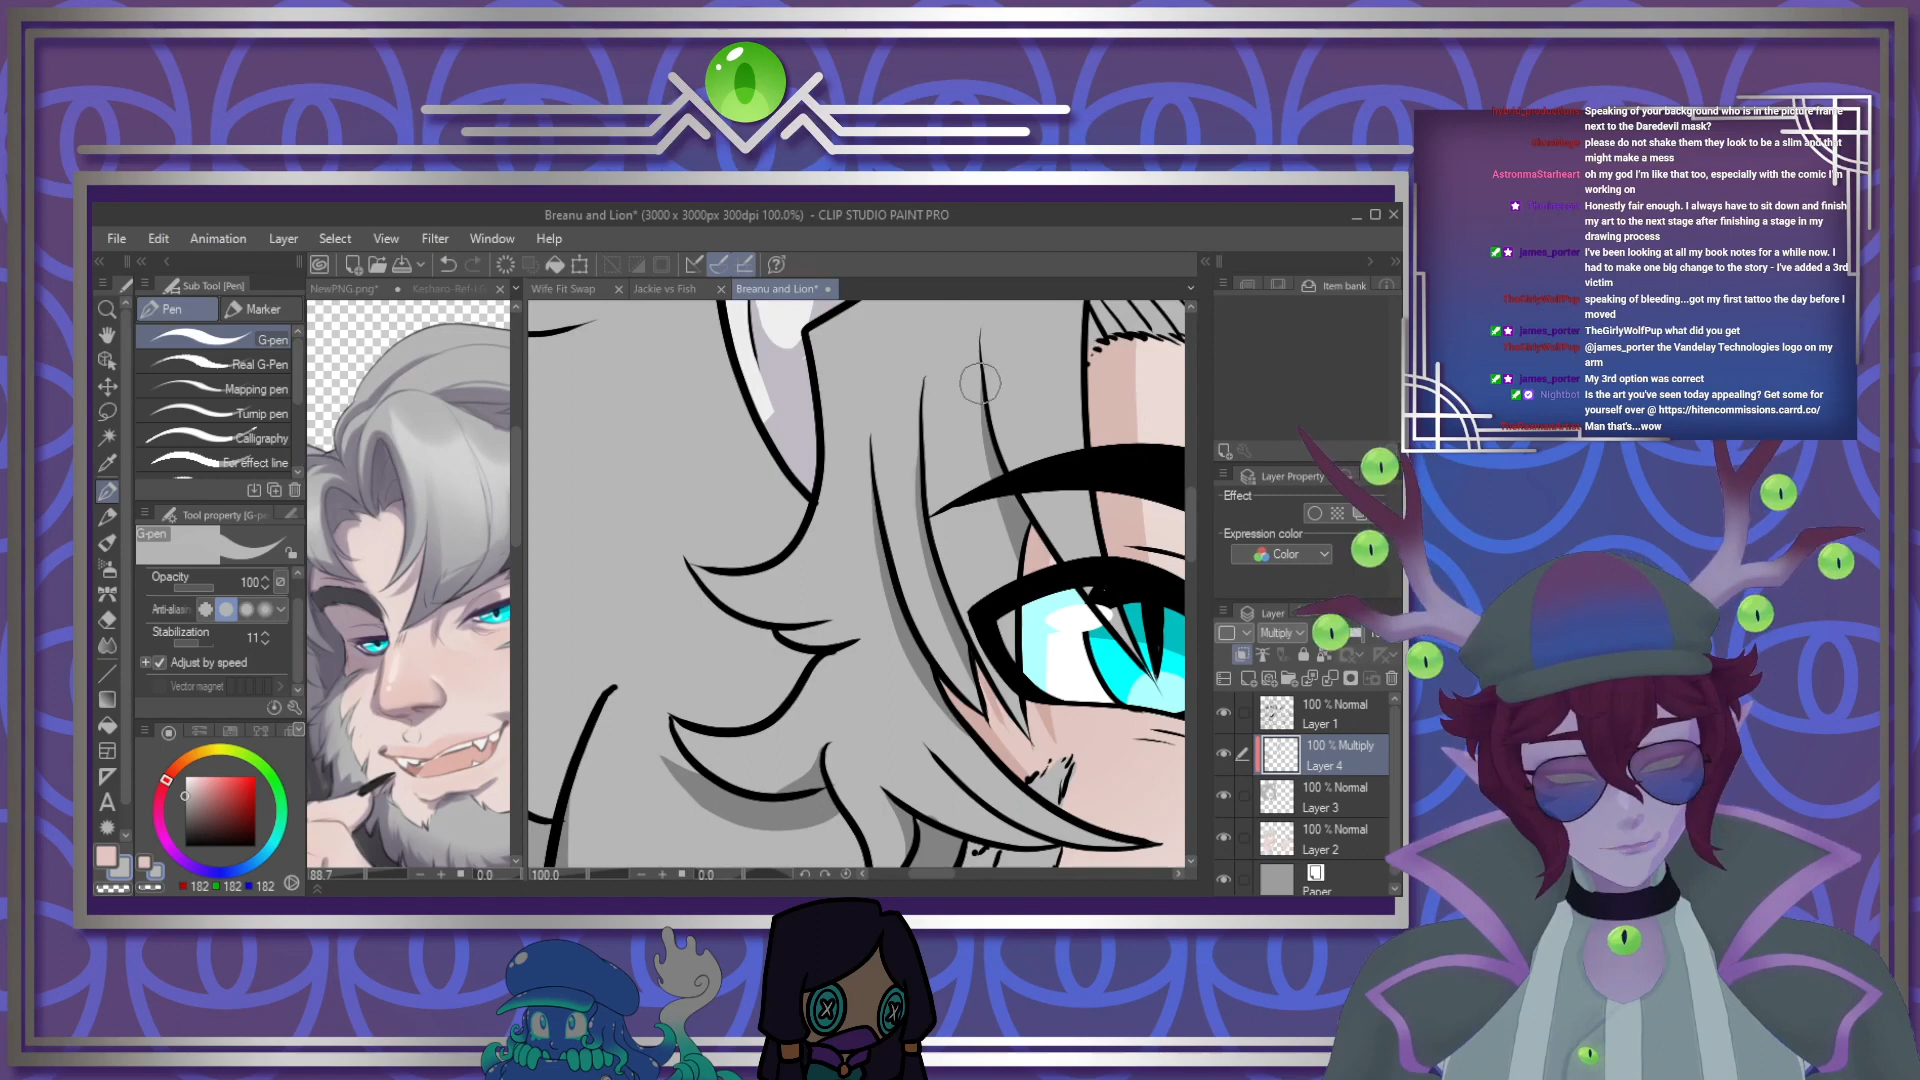 Breanu and Lion* (3000 x 3000px 300dpi 100.0%) - CLIP STUDIO PAINT PRO
File Edit Animation Layer Select View Filter Window Help
Sub Tool [Pen]
Pen
Marker
G-pen
Real G-Pen
Mapping pen
Turnip pen
Calligraphy
For effect line
Tool property [G-pe
G-pen
Opacity 100
Anti-alias
Stabilization 11
Adjust by speed
Vector magnet
182 182 182
NewPNG.png*
Kesharo-Ref-
Wife Fit Swap
Jackie vs Fish
Breanu and Lion*
88.7 0.0
100.0 0.0
Item bank
Layer Property
Effect
Expression color
Color
Layer
Multiply
100 % Normal
Layer 1
100 % Multiply
Layer 4
100 % Normal
Layer 3
100 % Normal
Layer 2
Paper
Speaking of your background who is in the picture frame
next to the Daredevil mask?
please do not shake them they look to be a slim and that
might make a mess
AstronmaStarheart oh my god I'm like that too, especially with the comic I'm
working on
Honestly fair enough. I always have to sit down and finish
my art to the next stage after finishing a stage in my
drawing process
james_porter I've been looking at all my book notes for a while now. I
had to make one big change to the story - I've added a 3rd
victim
TheGirlyWolfPup speaking of bleeding...got my first tattoo the day before I
moved
james_porter TheGirlyWolfPup what did you get
TheGirlyWolfPup @james_porter the Vandelay Technologies logo on my
arm
james_porter My 3rd option was correct
Nightbot Is the art you've seen today appealing? Get some for
yourself over @ https://hitencommissions.carrd.co/
Man that's...wow